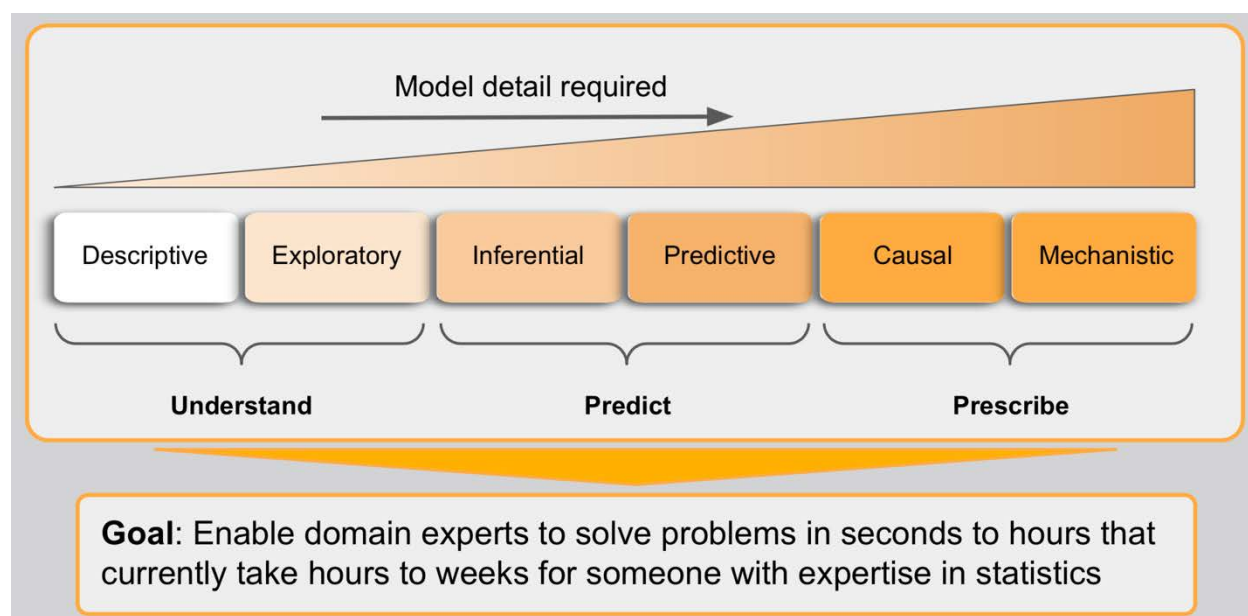 Model detail required
Descriptive
Exploratory
Inferential
Predictive
Causal
Mechanistic
Understand
Predict
Prescribe
Goal: Enable domain experts to solve problems in seconds to hours that
currently take hours to weeks for someone with expertise in statistics